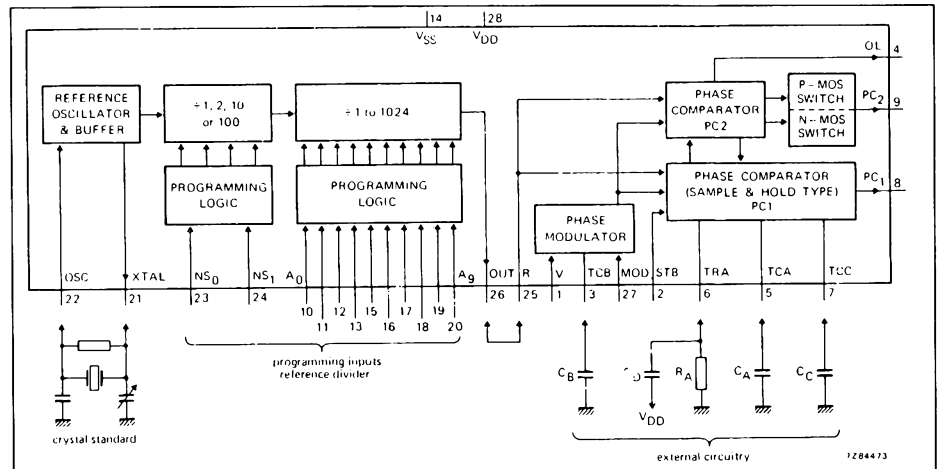 14 28
V_SS V_DD
OL 4
REFERENCE
OSCILLATOR
& BUFFER
÷1, 2, 10
or 100
÷1 to 1024
PHASE
COMPARATOR
PC2
P-MOS
SWITCH
N-MOS
SWITCH
PC2
9
PROGRAMMING
LOGIC
PROGRAMMING
LOGIC
PHASE COMPARATOR
(SAMPLE & HOLD TYPE)
PC1
PC1
8
PHASE
MODULATOR
OSC XTAL NS0 NS1 A0 A9 OUT R V TCB MOD STB TRA TCA TCC
22 21 23 24 10 11 12 13 15 16 17 18 19 20 26 25 1 3 27 2 6 5 7
programming inputs
reference divider
CB RA CA CC
VDD
crystal standard
external circuitry
7Z84473